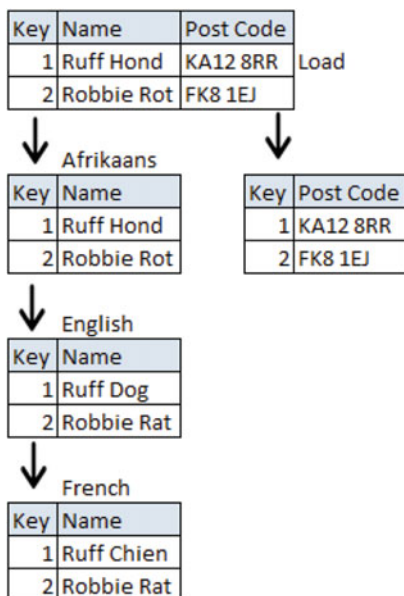 Key Name Post Code
1 Ruff Hond KA12 8RR Load
2 Robbie Rot FK8 1EJ
Afrikaans
Key Name
1 Ruff Hond
2 Robbie Rot
Key Post Code
1 KA12 8RR
2 FK8 1EJ
English
Key Name
1 Ruff Dog
2 Robbie Rat
French
Key Name
1 Ruff Chien
2 Robbie Rat